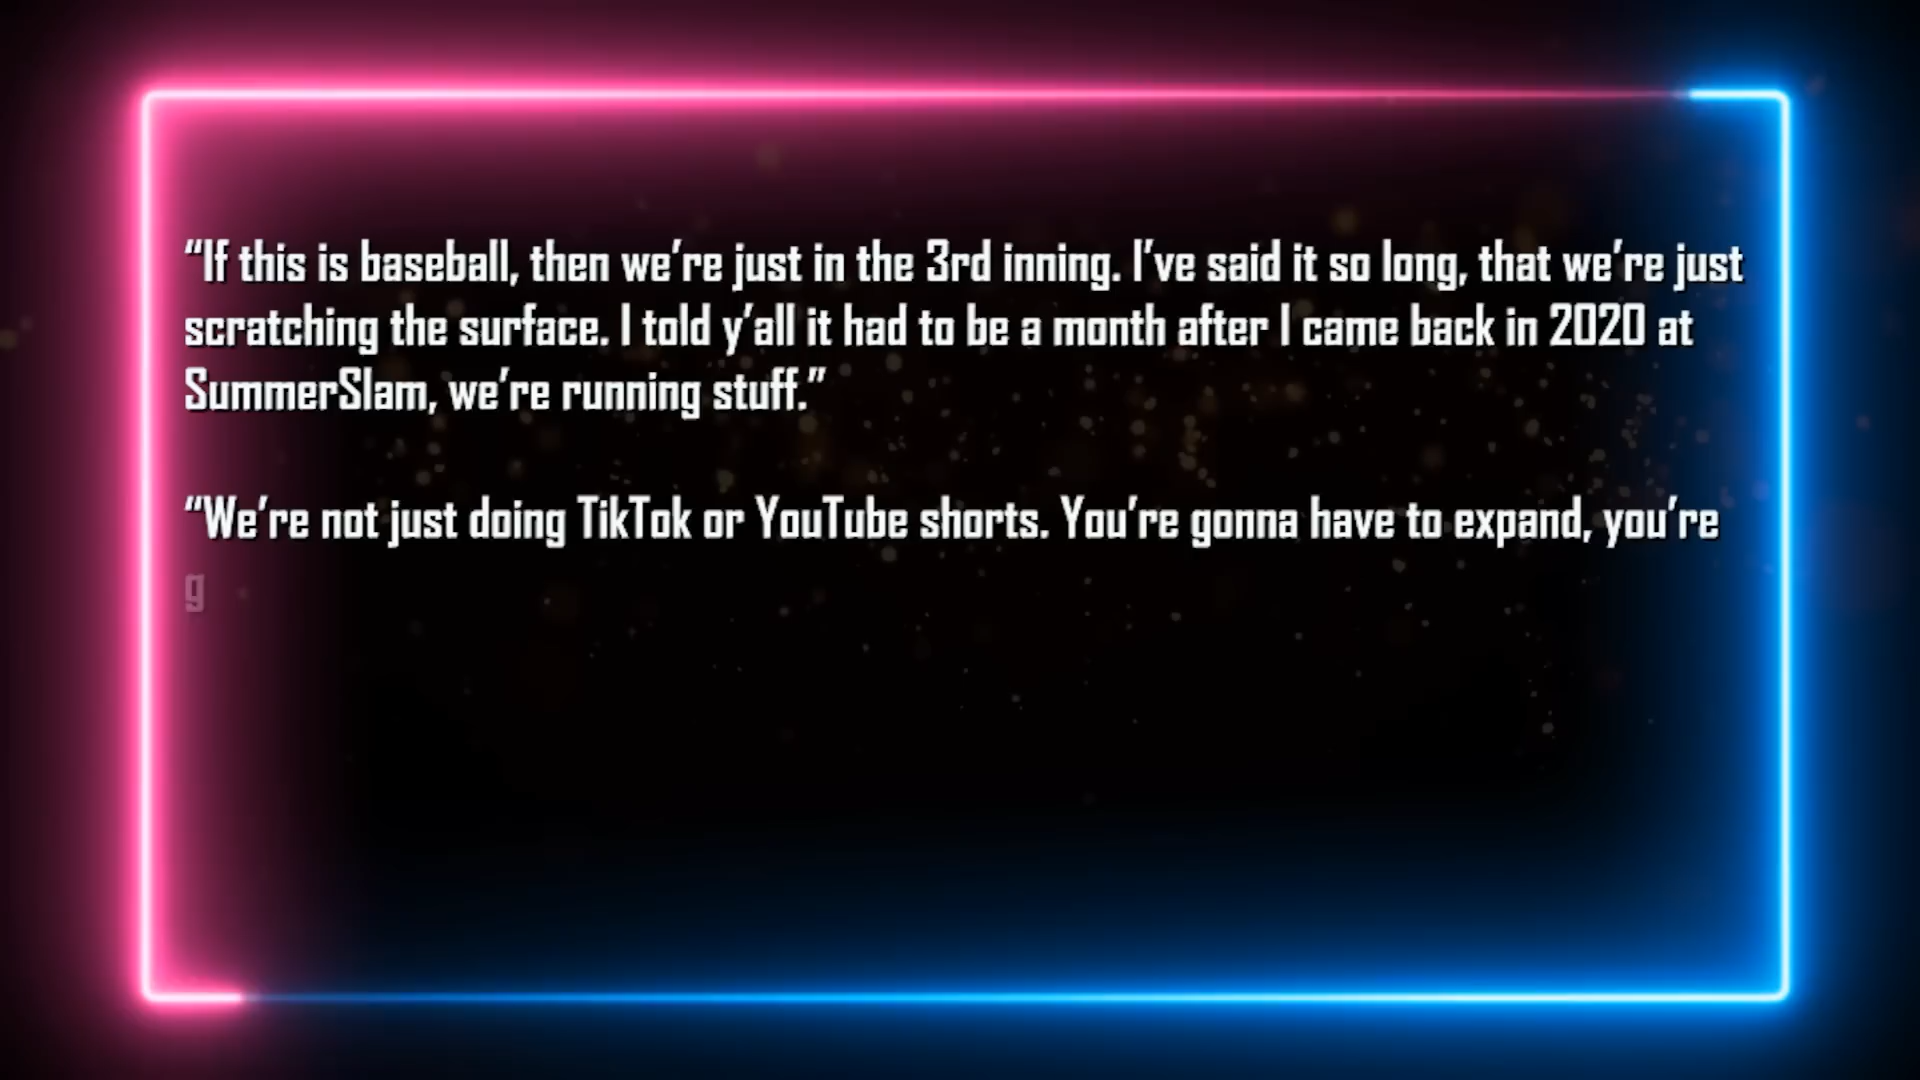 “If this is baseball, then we’re just in the 3rd inning. I’ve said it so long, that we’re just
scratching the surface. I told y’all it had to be a month after I came back in 2020 at
SummerSlam, we’re running stuff.”
“We’re not just doing TikTok or YouTube shorts. You’re gonna have to expand, you’re
g